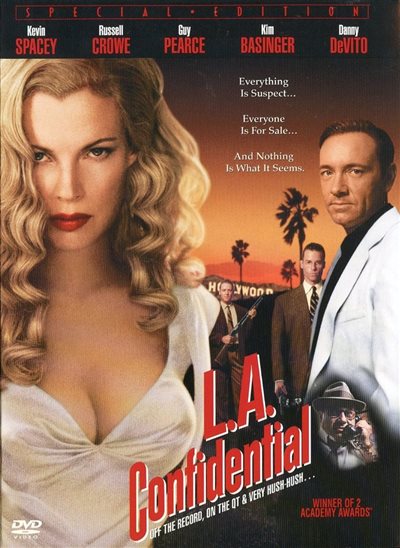 SPECIAL • EDITION
Kevin SPACEY
Russell CROWE
Guy PEARCE
Kim BASINGER
Danny DeVITO
Everything
Is Suspect...
Everyone
Is For Sale...
And Nothing
Is What It Seems.
HOLLYWOOD
L.A.
Confidential
OFF THE RECORD, ON THE QT & VERY HUSH-HUSH...
WINNER OF 2
ACADEMY AWARDS®
DVD
VIDEO